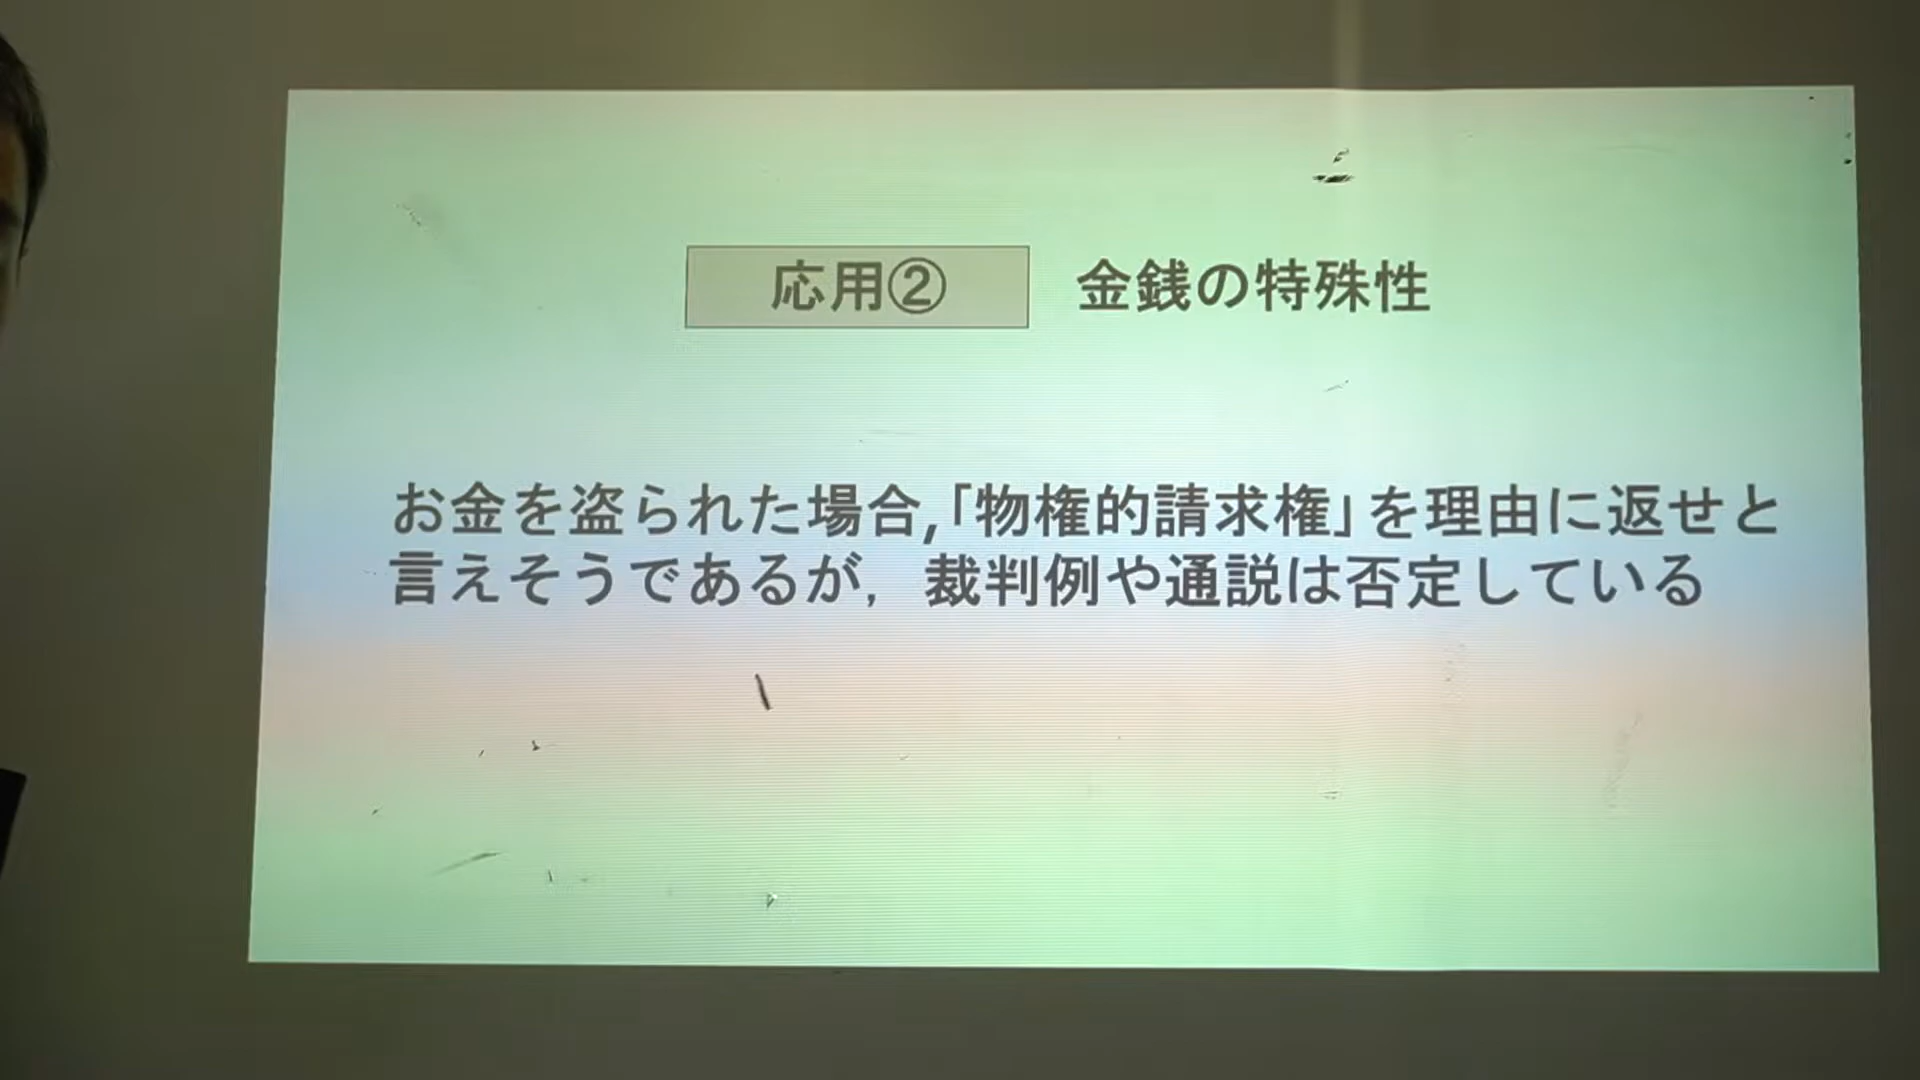 応用② 金銭の特殊性
お金を盗られた場合,「物権的請求権」を理由に返せと
言えそうであるが，裁判例や通説は否定している